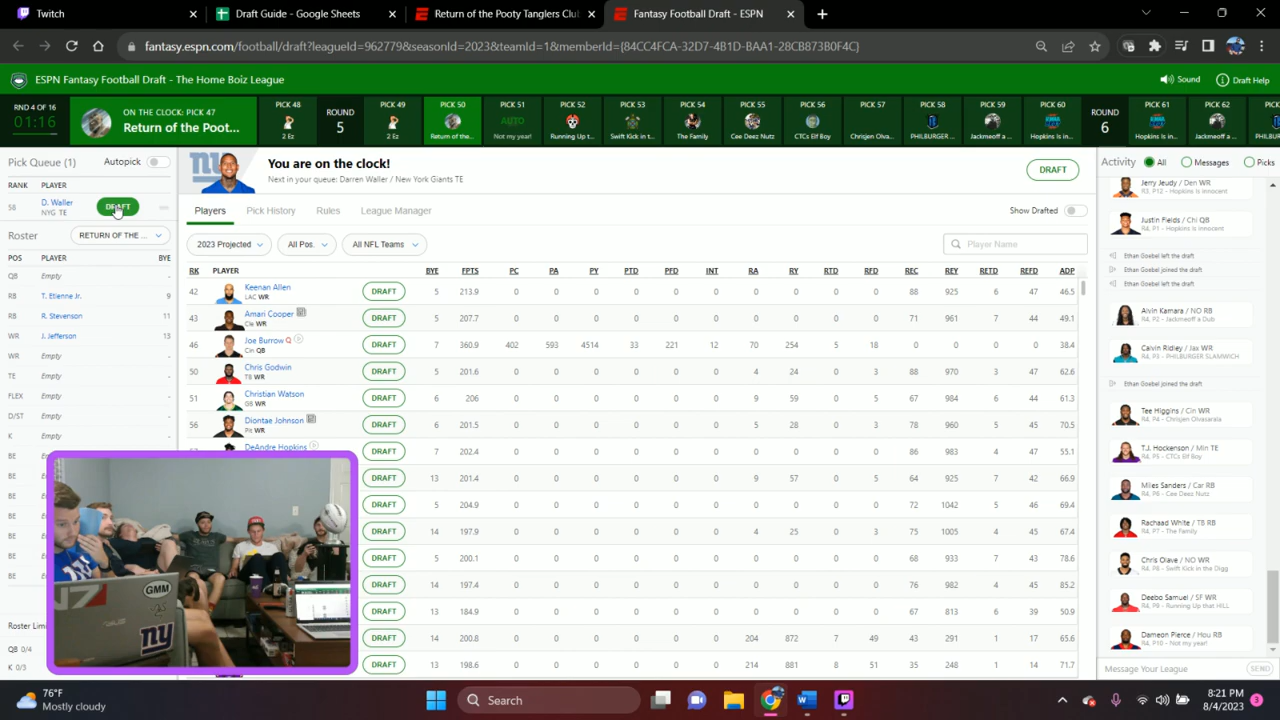 Twitch
Draft Guide - Google Sheets
Return of the Pooty Tanglers Clu
Fantasy Football Draft - ESPN
fantasy.espn.com/football/draft?leagueId=962779&seasonId=2023&teamId=1&memberId={84CC4FCA-32D7-4B1D-BAA1-28CB873B0F4C}
ESPN Fantasy Football Draft - The Home Boiz League
Sound
Draft Help
RND 4 OF 16
01:16
ON THE CLOCK: PICK 47
Return of the Poot...
PICK 48
2 Ez
ROUND
5
PICK 49
2 Ez
PICK 50
Return of the...
PICK 51
AUTO
Not my year!
PICK 52
Running Up t...
PICK 53
Swift Kick in t...
PICK 54
The Family
PICK 55
Cee Deez Nutz
PICK 56
CTCs Elf Boy
PICK 57
Chrisjen Olva...
PICK 58
PHILBURGER ...
PICK 59
Jackmeoff a ...
PICK 60
Hopkins Is in...
ROUND
6
PICK 61
Hopkins Is in...
PICK 62
Jackmeoff a ...
PICK
PHILBUR
Pick Queue (1)
Autopick
RANK
PLAYER
58
D. Waller
NYG TE
DRAFT
Roster
RETURN OF THE ...
POS
PLAYER
BYE
QB Empty -
RB T. Etienne Jr. 9
RB R. Stevenson 11
WR J. Jefferson 13
WR Empty -
TE Empty -
FLEX Empty -
D/ST Empty -
K Empty -
BE
BE
BE
BE
BE
BE
Roster Lim
QB 0/4
K 0/3
You are on the clock!
Next in your queue: Darren Waller / New York Giants TE
DRAFT
Players
Pick History
Rules
League Manager
Show Drafted
2023 Projected
All Pos.
All NFL Teams
Player Name
RK PLAYER BYE FPTS PC PA PY PTD PFD INT RA RY RTD RFD REC REY RETD REFD ADP
42 Keenan Allen
LAC WR
DRAFT 5 0 0 0 0 0 0 0 0 0 0 88 925 6 47 46.5
43 Amari Cooper
Cle WR
DRAFT 5 207.7 0 0 0 0 0 0 0 0 0 0 71 961 7 44 49.1
46 Joe Burrow Q
Cin QB
DRAFT 7 360.9 402 593 4514 33 221 1 70 254 5 18 0 0 0 0 38.4
50 Chris Godwin
TB WR
DRAFT 5 201.6 0 0 0 0 0 0 4 24 0 3 88 3 47 62.6
51 Christian Watson
GB WR
DRAFT 6 206 0 0 0 0 0 0 9 59 0 3 67 6 44 61.3
56 Diontae Johnson
Pit WR
DRAFT 0 0 0 0 0 0 78 5 45 70.5
DeAndre Hopkins
DRAFT 7 0 0 0 0 0 0 0 0 0 0 86 983 4 47 55.1
DRAFT 13 201.4 0 0 0 0 0 0 9 57 0 3 64 925 7 42 66.9
DRAFT 9 204.8 0 0 0 0 0 0 0 0 0 0 72 1042 5 46 69.4
DRAFT 14 197.9 0 0 0 0 0 0 4 25 0 3 75 1005 4 39 67.4
DRAFT 5 200.1 0 0 0 0 0 0 0 0 0 0 68 933 7 43 78.6
DRAFT 0 0 0 0 0 0 76 982 4 45 85.2
DRAFT 13 184.9 0 0 0 0 0 0 67 813 6 39 50.9
DRAFT 14 200.8 0 0 0 0 0 0 204 872 7 49 43 291 1 17 65.6
DRAFT 13 198.6 0 0 0 0 0 0 214 881 8 51 35 248 1 14 71.7
GMM
ny
Activity
All
Messages
Picks
Jerry Jeudy / Den WR
R3, P12 - Hopkins Is Innocent
Justin Fields / Chi QB
R4, P1 - Hopkins Is Innocent
Ethan Goebel left the draft
Ethan Goebel joined the draft
Ethan Goebel left the draft
Alvin Kamara / NO RB
R4, P2 - Jackmeoff a Dub
Calvin Ridley / Jax WR
R4, P3 - PHILBURGER SLAMWICH
Ethan Goebel joined the draft
Tee Higgins / Cin WR
R4, P4 - Chrisjen Olvasarala
T.J. Hockenson / Min TE
R4, P5 - CTCs Elf Boy
Miles Sanders / Car RB
R4, P6 - Cee Deez Nutz
Rachaad White / TB RB
R4, P7 - The Family
Chris Olave / NO WR
R4, P8 - Swift Kick in the Digg
Deebo Samuel / SF WR
R4, P9 - Running Up that HILL
Dameon Pierce / Hou RB
R4, P10 - Not my year!
Message Your League
SEND
76°F
Mostly cloudy
Search
8:21 PM
8/4/2023
3